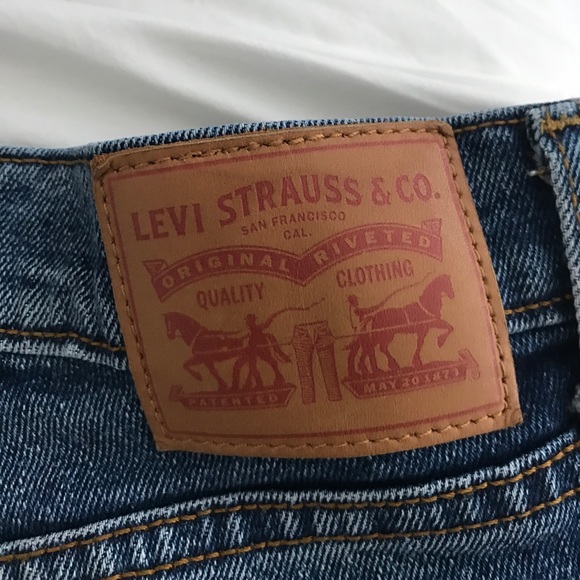 LEVI STRAUSS & CO.
SAN FRANCISCO
CAL.
ORIGINAL RIVETED
QUALITY CLOTHING
PATENTED MAY 20 1873